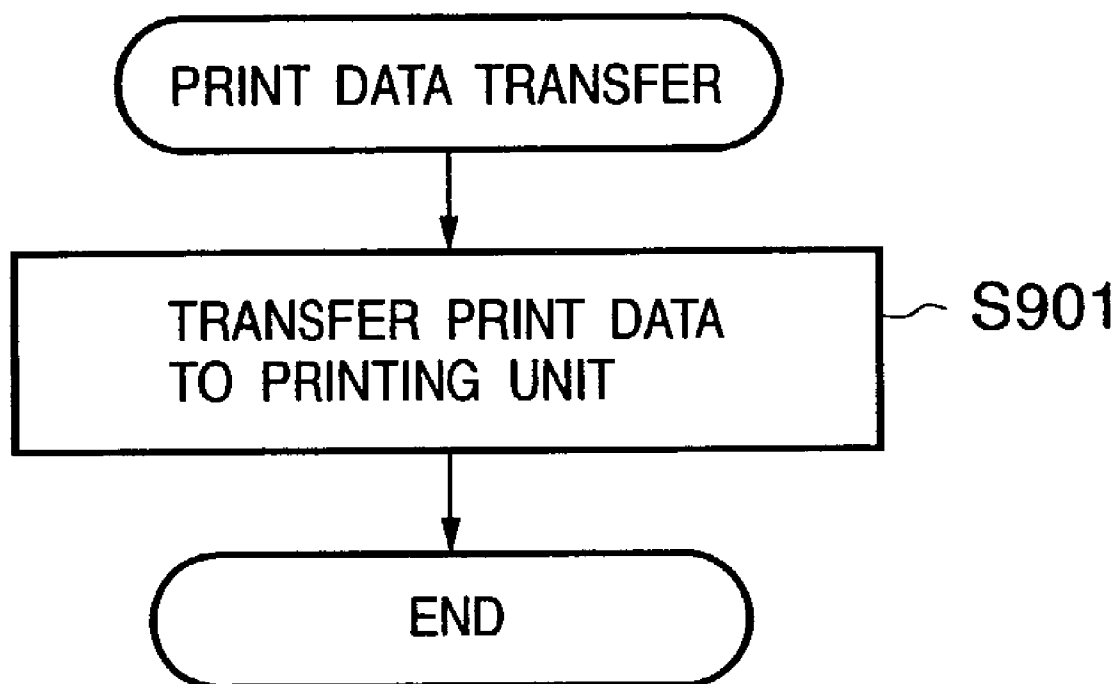 PRINT DATA TRANSFER
TRANSFER PRINT DATA
TO PRINTING UNIT
S901
END